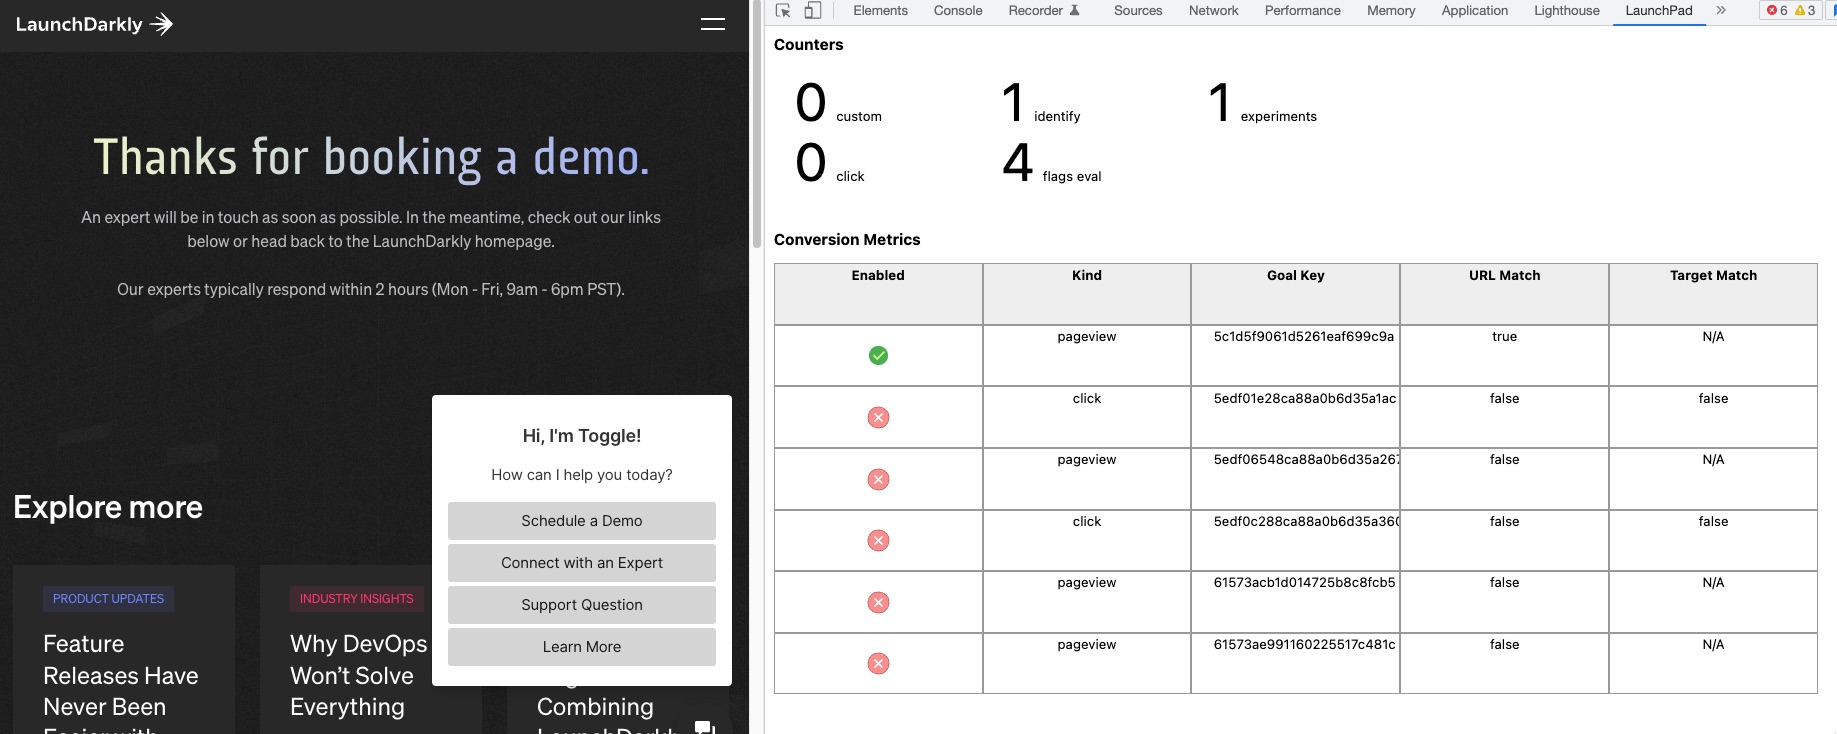 LaunchDarkly
Thanks for booking a demo.
An expert will be in touch as soon as possible. In the meantime, check out our links
below or head back to the LaunchDarkly homepage.
Our experts typically respond within 2 hours (Mon - Fri, 9am - 6pm PST).
Explore more
PRODUCT UPDATES
Feature
Releases Have
Never Been
Easier with
INDUSTRY INSIGHTS
Why DevOps
Won't Solve
Everything
Combining
LaunchDarkly
Hi, I'm Toggle!
How can I help you today?
Schedule a Demo
Connect with an Expert
Support Question
Learn More
Elements Console Recorder Sources Network Performance Memory Application Lighthouse LaunchPad » 6 3
Counters
0 custom 1 identify 1 experiments
0 click 4 flags eval
Conversion Metrics
Enabled Kind Goal Key URL Match Target Match
pageview 5c1d5f9061d5261eaf699c9a true N/A
click 5edf01e28ca88a0b6d35a1ac false false
pageview 5edf06548ca88a0b6d35a267 false N/A
click 5edf0c288ca88a0b6d35a360 false false
pageview 61573acb1d014725b8c8fcb5 false N/A
pageview 61573ae991160225517c481c false N/A